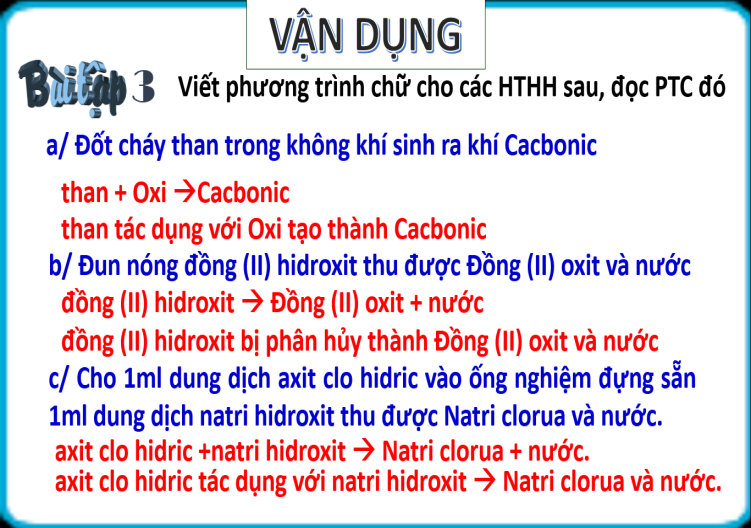 VẬN DỤNG
Bài tập 3 Viết phương trình chữ cho các HTHH sau, đọc PTC đó
a/ Đốt cháy than trong không khí sinh ra khí Cacbonic
than + Oxi →Cacbonic
than tác dụng với Oxi tạo thành Cacbonic
b/ Đun nóng đồng (II) hidroxit thu được Đồng (II) oxit và nước
đồng (II) hidroxit → Đồng (II) oxit + nước
đồng (II) hidroxit bị phân hủy thành Đồng (II) oxit và nước
c/ Cho 1ml dung dịch axit clo hidric vào ống nghiệm đựng sẵn
1ml dung dịch natri hidroxit thu được Natri clorua và nước.
axit clo hidric +natri hidroxit → Natri clorua + nước.
axit clo hidric tác dụng với natri hidroxit → Natri clorua và nước.